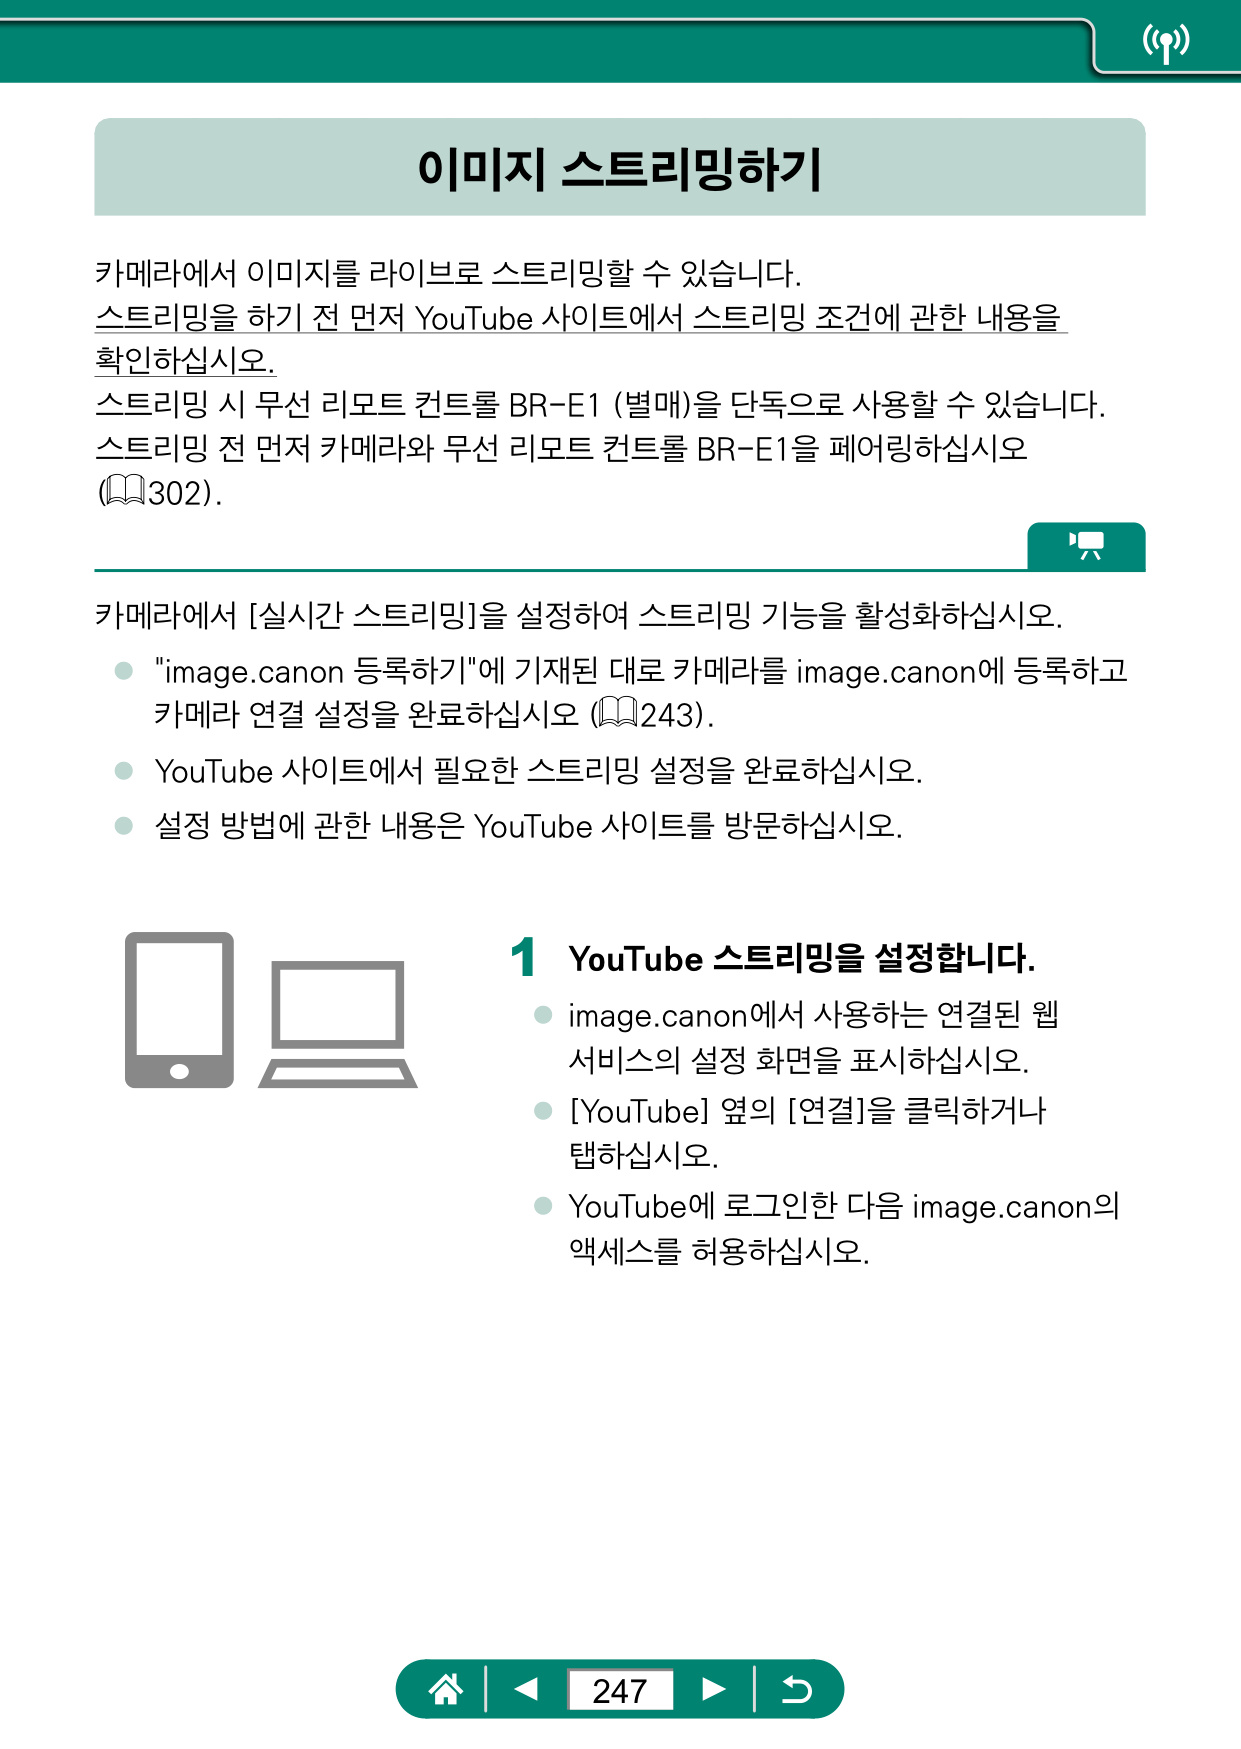 이미지 스트리밍하기
카메라에서 이미지를 라이브로 스트리밍할 수 있습니다.
스트리밍을 하기 전 먼저 YouTube 사이트에서 스트리밍 조건에 관한 내용을
확인하십시오.
스트리밍 시 무선 리모트 컨트롤 BR-E1 (별매)을 단독으로 사용할 수 있습니다.
스트리밍 전 먼저 카메라와 무선 리모트 컨트롤 BR-E1을 페어링하십시오
(302).
카메라에서 [실시간 스트리밍]을 설정하여 스트리밍 기능을 활성화하십시오.
"image.canon 등록하기"에 기재된 대로 카메라를 image.canon에 등록하고
카메라 연결 설정을 완료하십시오 (243).
YouTube 사이트에서 필요한 스트리밍 설정을 완료하십시오.
설정 방법에 관한 내용은 YouTube 사이트를 방문하십시오.
1 YouTube 스트리밍을 설정합니다.
image.canon에서 사용하는 연결된 웹
서비스의 설정 화면을 표시하십시오.
[YouTube] 옆의 [연결]을 클릭하거나
탭하십시오.
YouTube에 로그인한 다음 image.canon의
액세스를 허용하십시오.
247